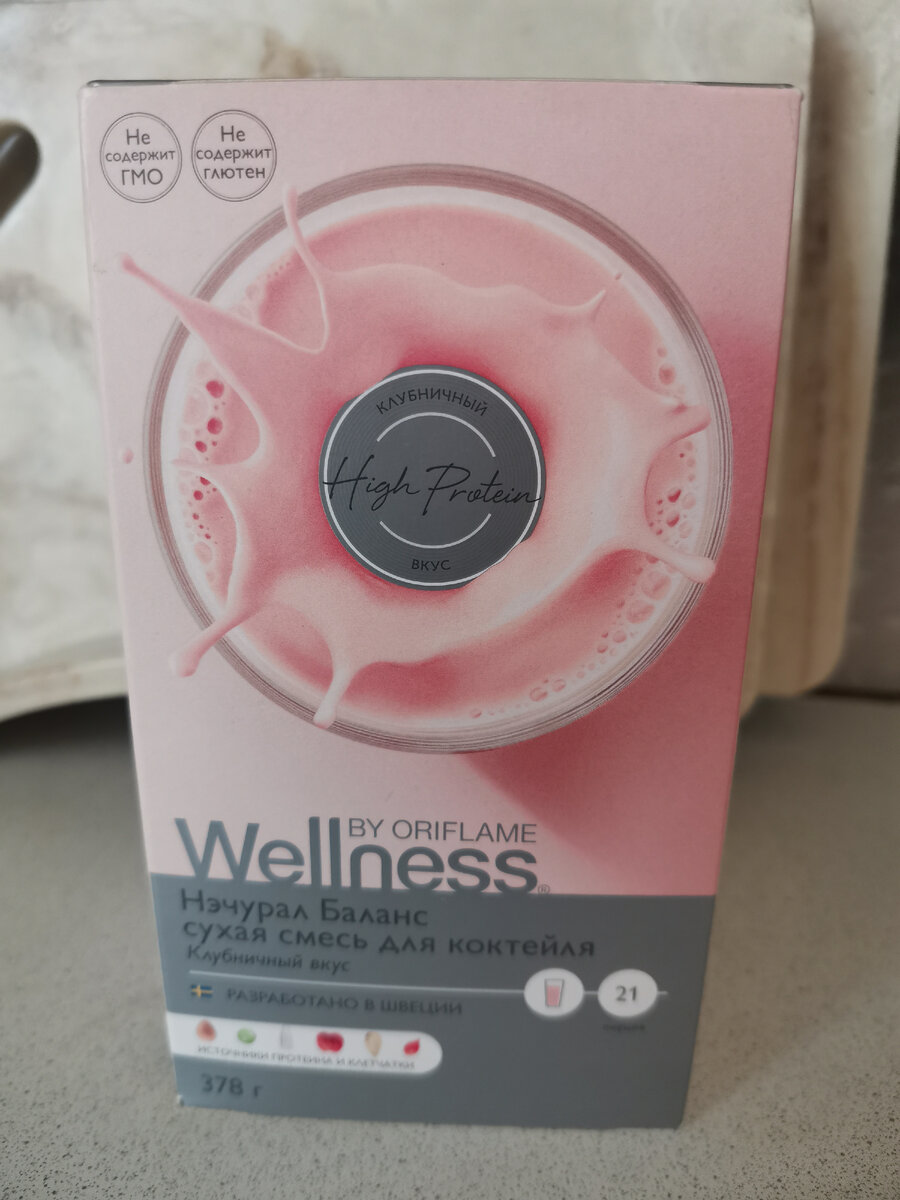 Не
содержит
ГМО
Не
содержит
глютен
КЛУБНИЧНЫЙ
High Protein
ВКУС
Wellness BY ORIFLAME
®
Нэчурал Баланс
сухая смесь для коктейля
Клубничный вкус
РАЗРАБОТАНО В ШВЕЦИИ
21
ИСТОЧНИКИ ПРОТЕИНА И КЛЕТЧАТКИ
378 г